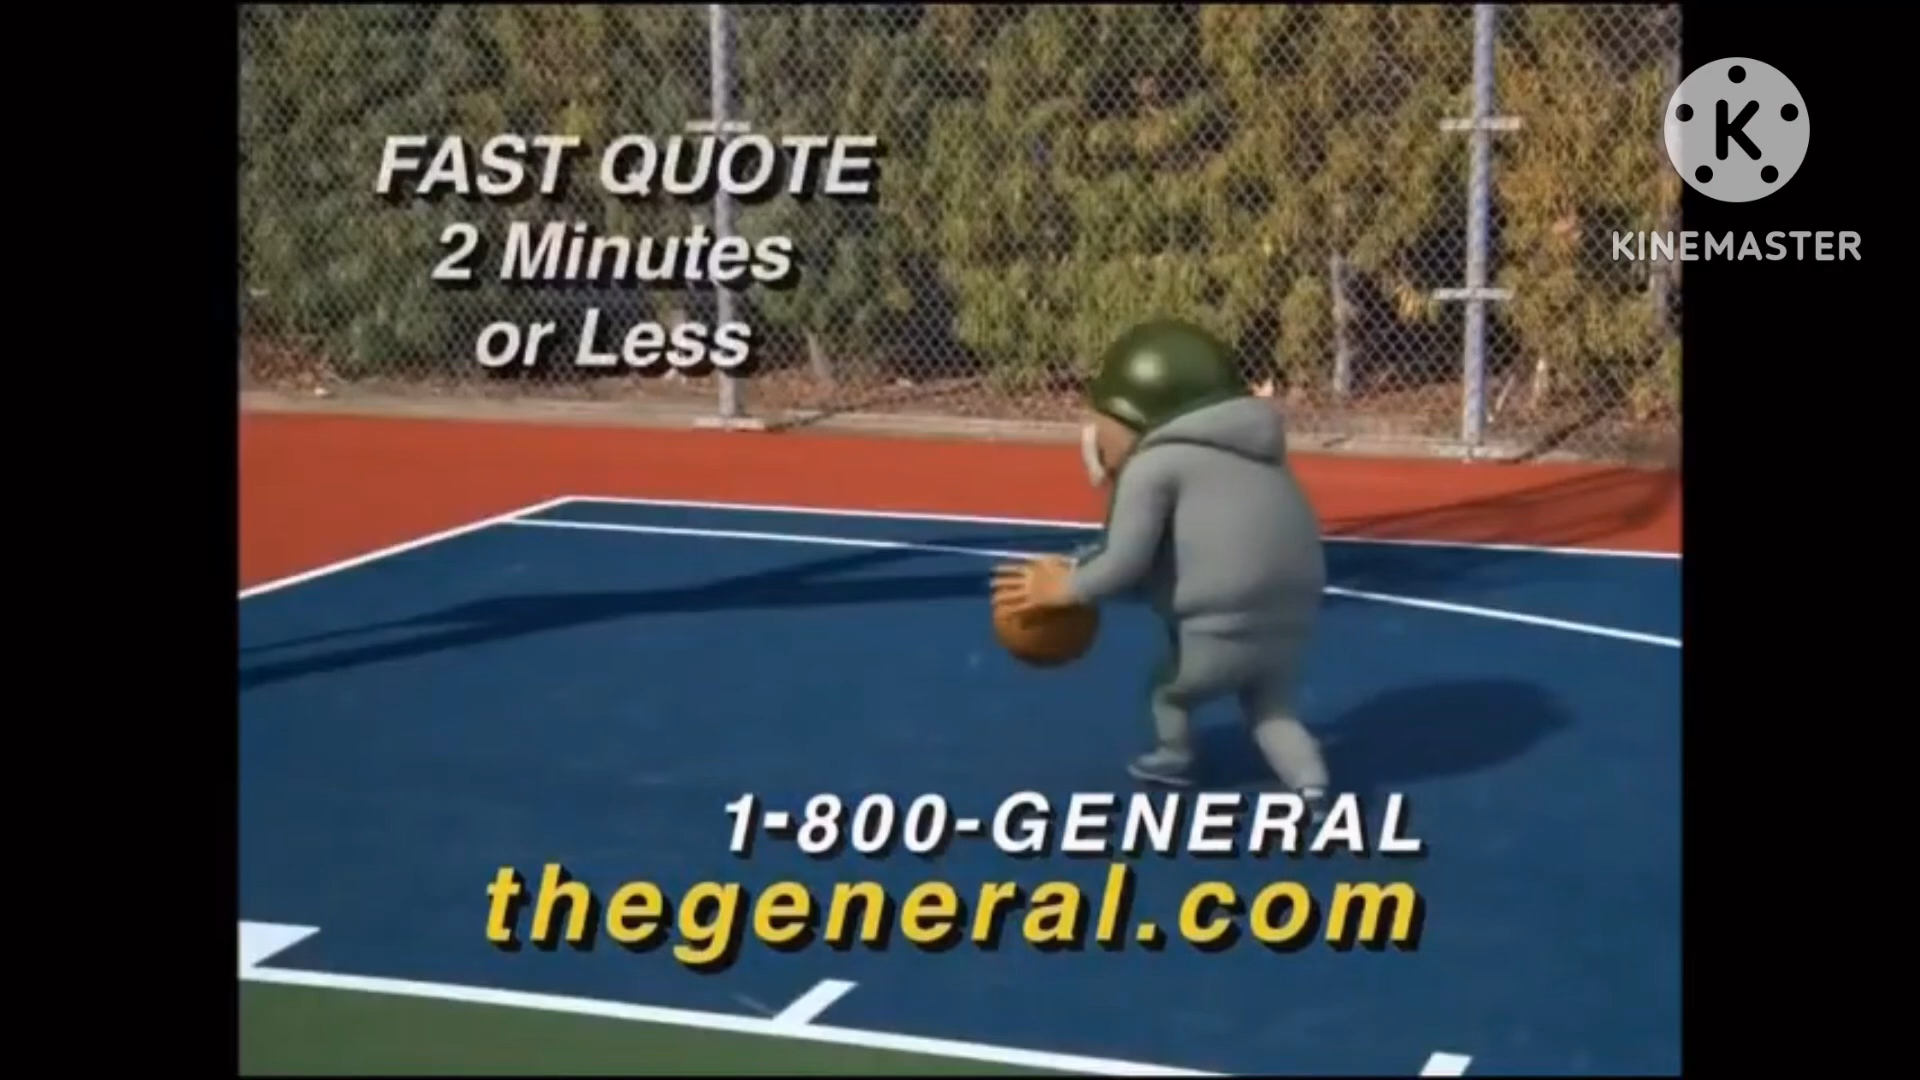 FAST QUOTE
2 Minutes
or Less
K
KINEMASTER
1-800-GENERAL
thegeneral.com